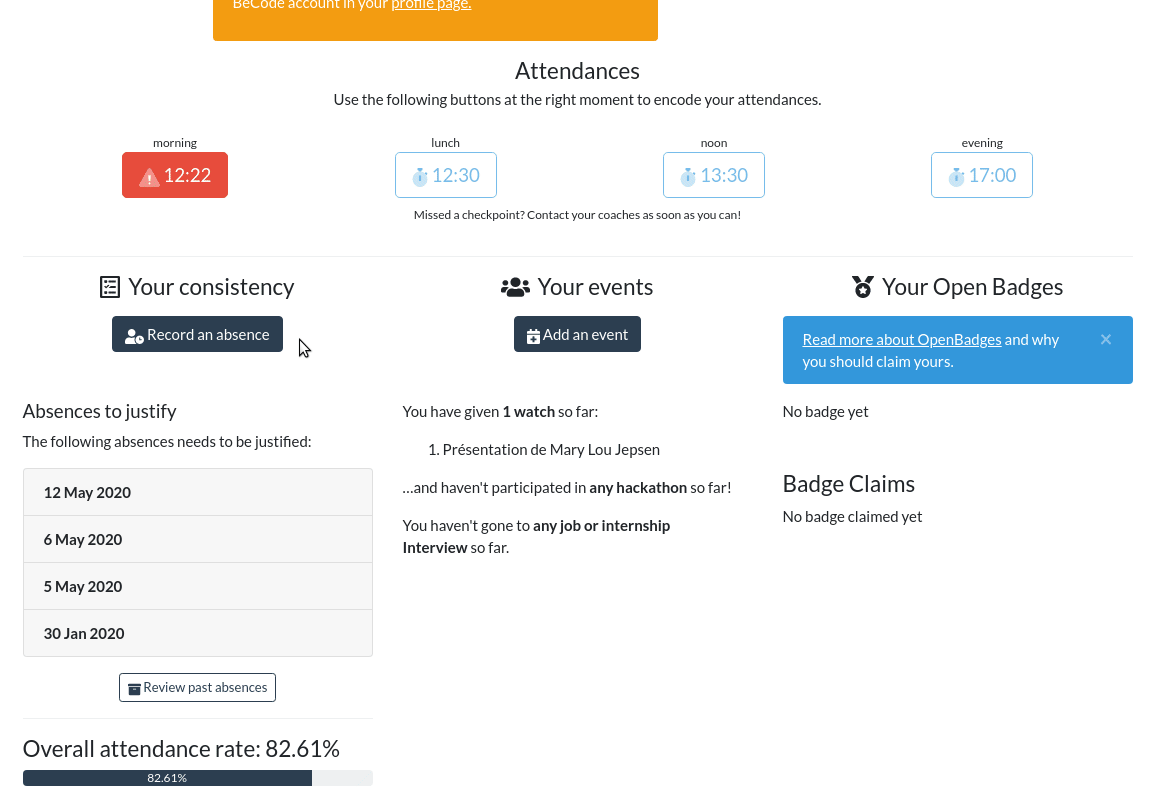 BeCode account in your profile page.
Attendances
Use the following buttons at the right moment to encode your attendances.
morning
12:22
lunch
12:30
noon
13:30
evening
17:00
Missed a checkpoint? Contact your coaches as soon as you can!
Your consistency
Record an absence
Absences to justify
The following absences needs to be justified:
12 May 2020
6 May 2020
5 May 2020
30 Jan 2020
Review past absences
Overall attendance rate: 82.61%
82.61%
Your events
Add an event
You have given 1 watch so far:
1. Présentation de Mary Lou Jepsen
...and haven't participated in any hackathon so far!
You haven't gone to any job or internship
Interview so far.
Your Open Badges
Read more about OpenBadges and why
you should claim yours.
×
No badge yet
Badge Claims
No badge claimed yet